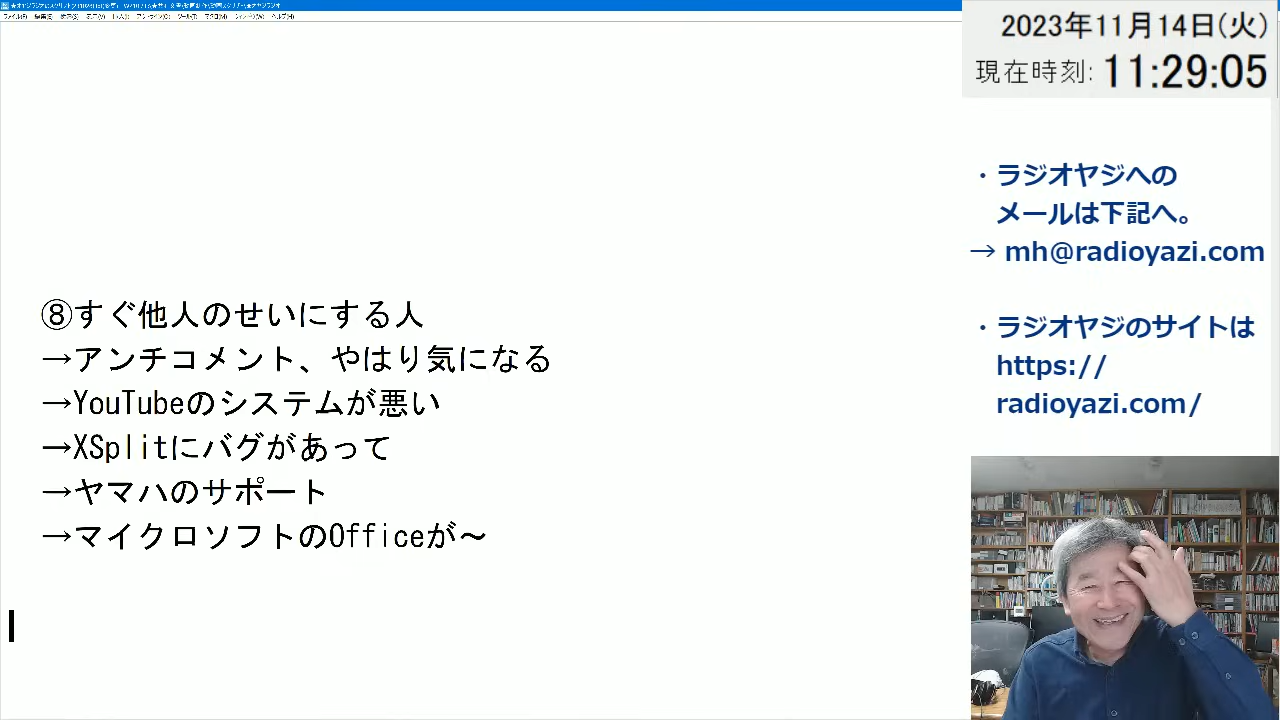 ⑧すぐ他人のせいにする人
→アンチコメント、やはり気になる
→YouTubeのシステムが悪い
→XSplitにバグがあって
→ヤマハのサポート
→マイクロソフトのOfficeが～
2023年11月14日(火)
現在時刻: 11:29:05
・ラジオヤジへの
メールは下記へ。
→ mh@radioyazi.com
・ラジオヤジのサイトは
https://
radioyazi.com/